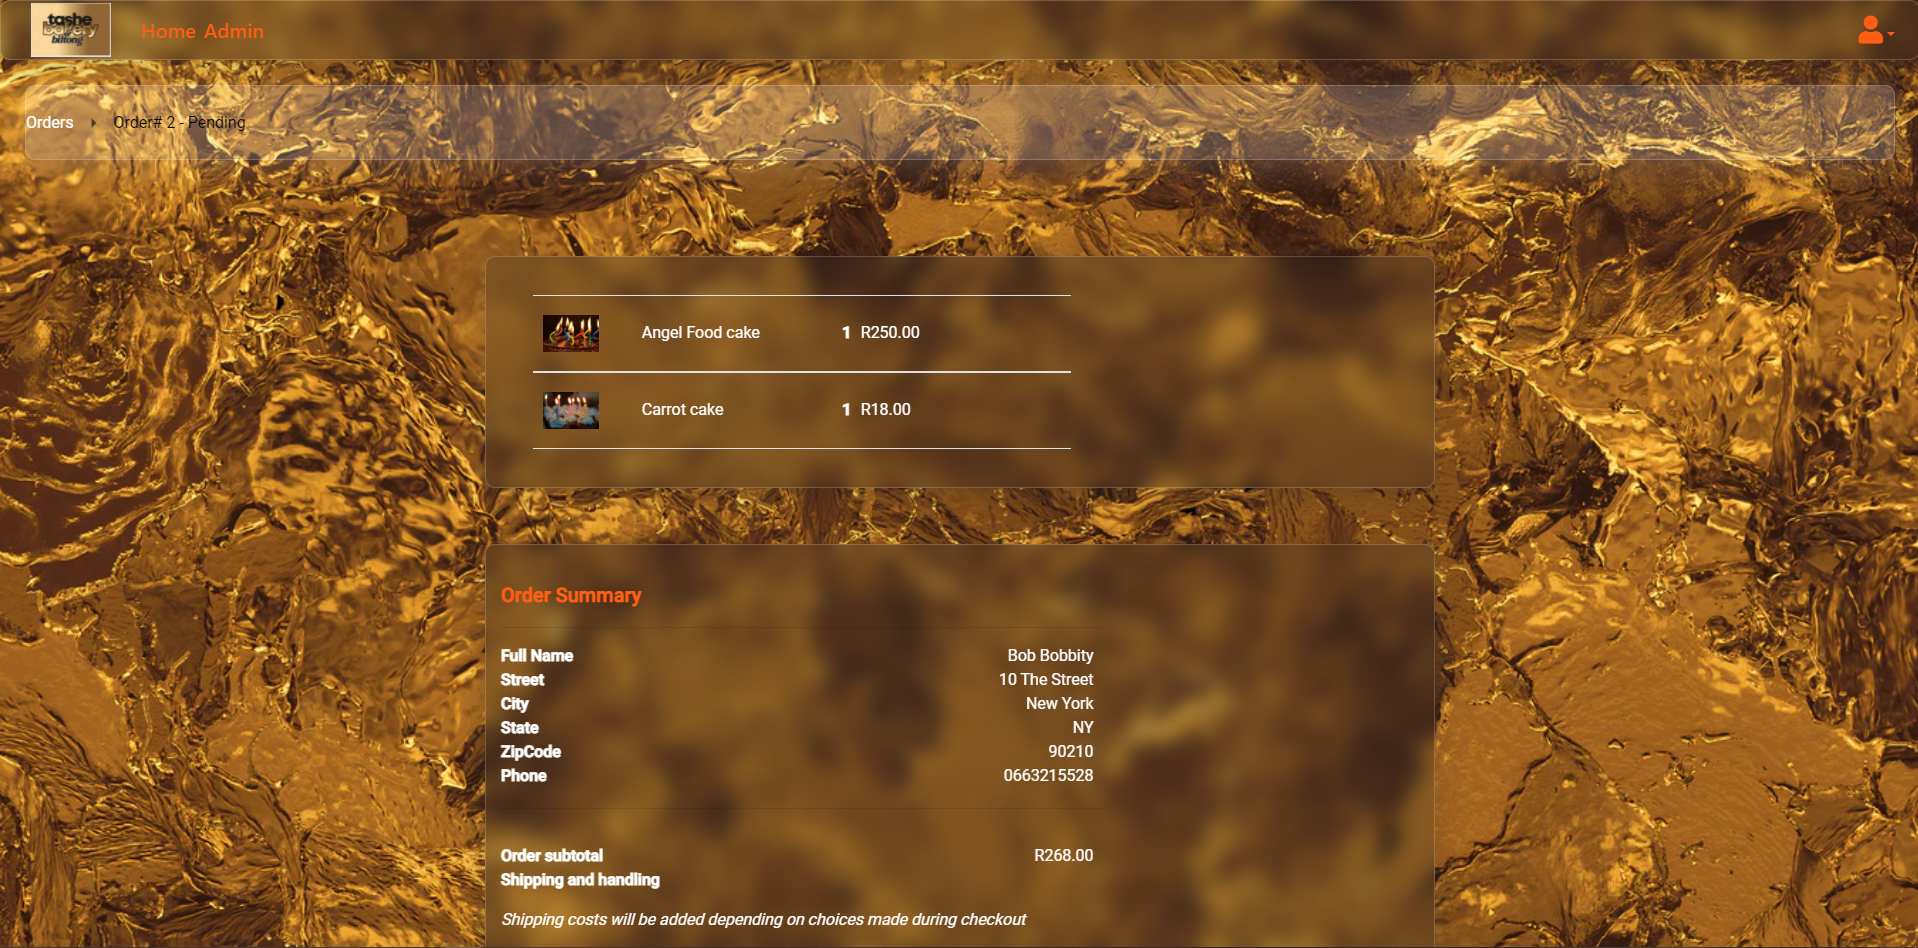 tashe
bakery
biltong
Home Admin
Orders Order# 2 - Pending
Angel Food cake 1 R250.00
Carrot cake 1 R18.00
Order Summary
Full Name Bob Bobbity
Street 10 The Street
City New York
State NY
ZipCode 90210
Phone 0663215528
Order subtotal R268.00
Shipping and handling
Shipping costs will be added depending on choices made during checkout